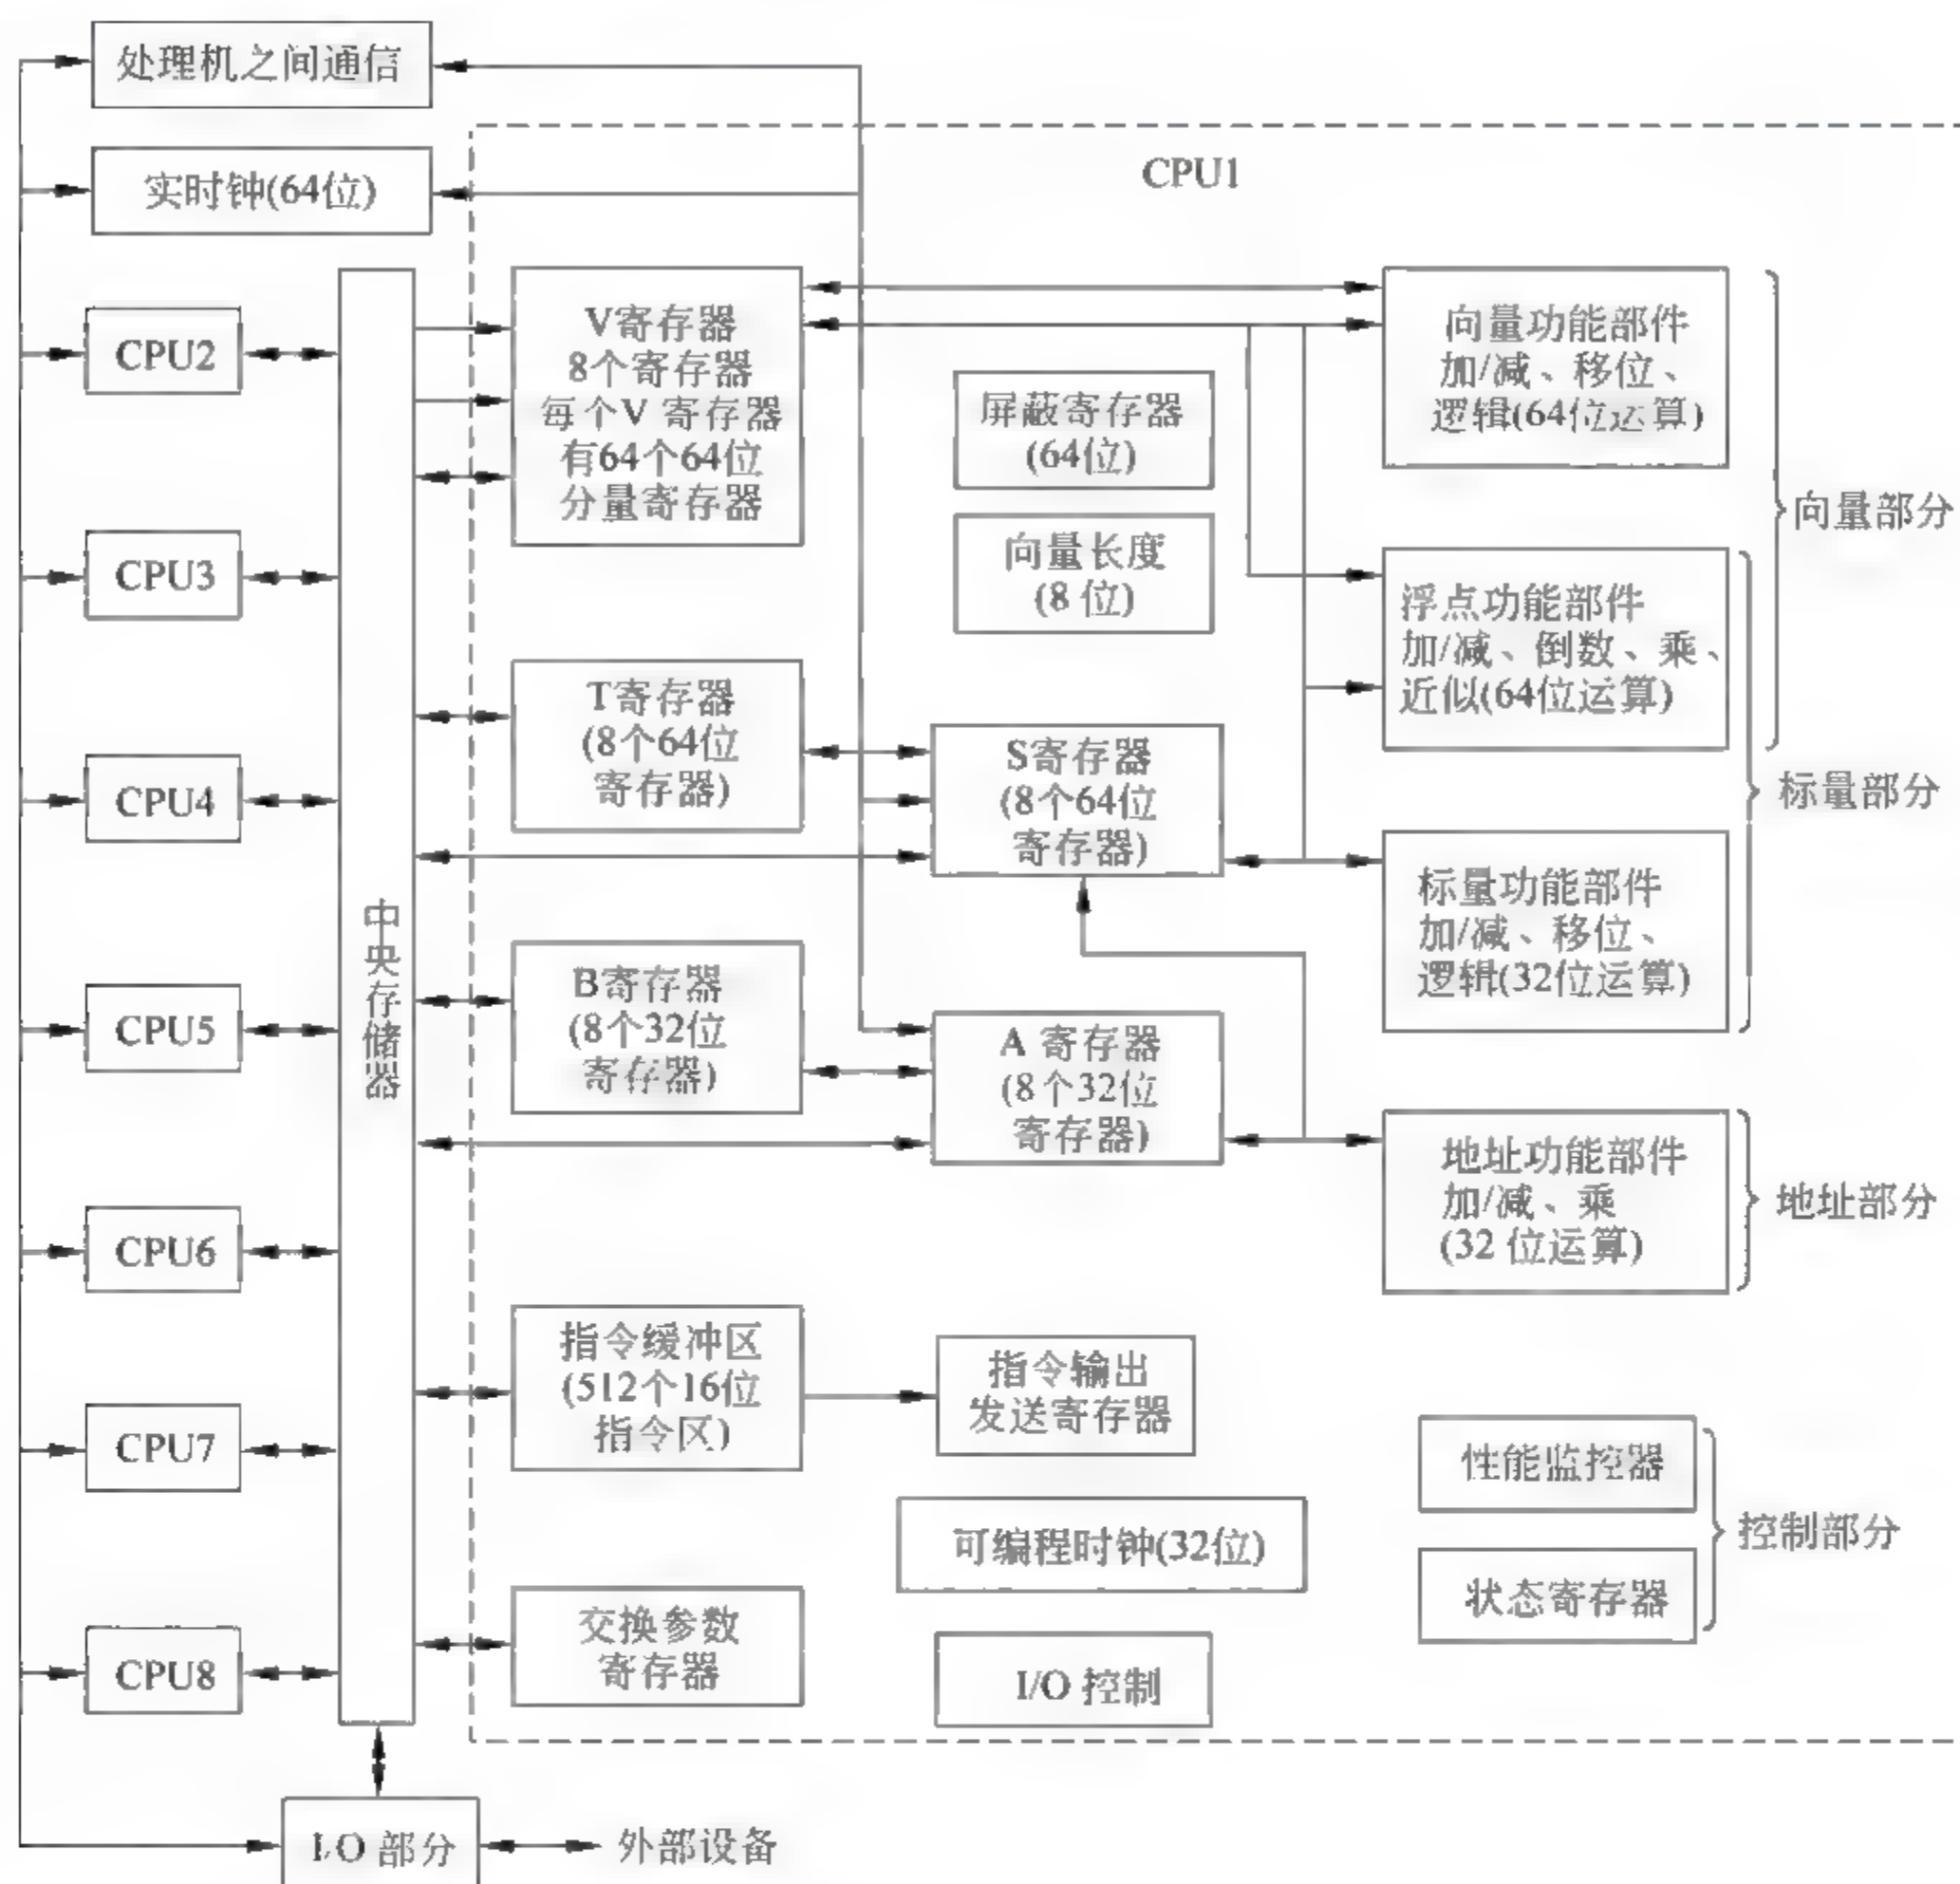 处理机之间通信
实时钟(64位)
CPU1
CPU2
CPU3
CPU4
CPU5
CPU6
CPU7
CPU8
中央存储器
V寄存器
8个寄存器
每个V 寄存器
有64个64位
分量寄存器
T寄存器
(8个64位
寄存器)
B寄存器
(8个32位
寄存器)
指令缓冲区
(512个16位
指令区)
交换参数
寄存器
屏蔽寄存器
(64位)
向量长度
(8 位)
S寄存器
(8个64位
寄存器)
A 寄存器
(8个32位
寄存器)
指令输出
发送寄存器
可编程时钟(32位)
I/O 控制
向量功能部件
加/减、移位、
逻辑(64位运算)
浮点功能部件
加/减、倒数、乘、
近似(64位运算)
标量功能部件
加/减、移位、
逻辑(32位运算)
地址功能部件
加/减、乘
(32 位运算)
性能监控器
状态寄存器
向量部分
标量部分
地址部分
控制部分
I/O 部分
外部设备